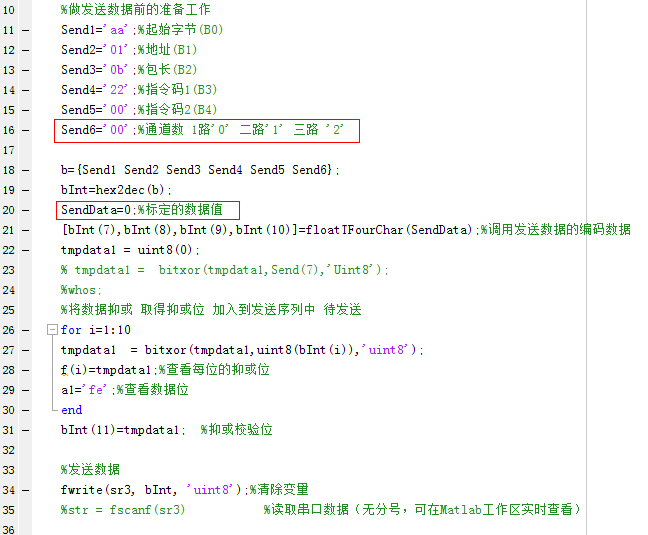 10 %做发送数据前的准备工作
11 — Send1='aa';%起始字节(B0)
12 — Send2='01';%地址(B1)
13 — Send3='0b';%包长(B2)
14 — Send4='22';%指令码1(B3)
15 — Send5='00';%指令码2(B4)
16 — Send6='00';%通道数 1路'0' 二路'1' 三路 '2'
17
18 — b={Send1 Send2 Send3 Send4 Send5 Send6};
19 — bInt=hex2dec(b);
20 — SendData=0;%标定的数据值
21 — [bInt(7),bInt(8),bInt(9),bInt(10)]=floatTFourChar(SendData);%调用发送数据的编码数据
22 — tmpdata1 = uint8(0);
23 % tmpdata1 = bitxor(tmpdata1,Send(7),'Uint8');
24 %whos;
25 %将数据抑或 取得抑或位 加入到发送序列中 待发送
26 — for i=1:10
27 — tmpdata1 = bitxor(tmpdata1,uint8(bInt(i)),'uint8');
28 — f(i)=tmpdata1;%查看每位的抑或位
29 — a1='fe';%查看数据位
30 — end
31 — bInt(11)=tmpdata1; %抑或校验位
32
33 %发送数据
34 — fwrite(sr3, bInt, 'uint8');%清除变量
35 %str = fscanf(sr3) %读取串口数据（无分号，可在Matlab工作区实时查看）
36